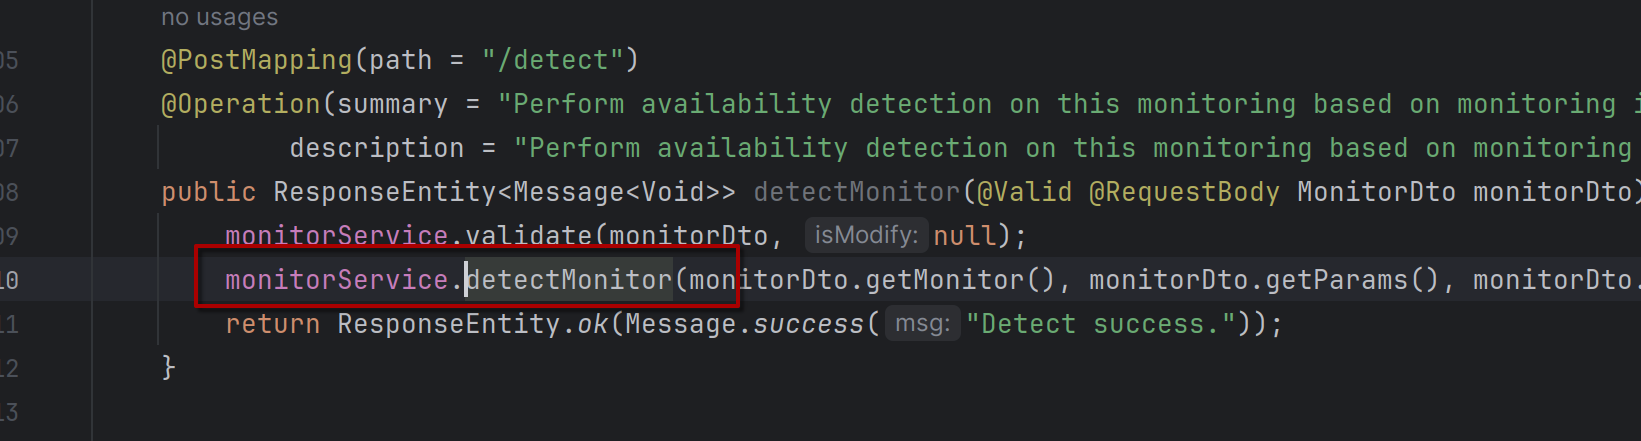 no usages
05 @PostMapping(path = "/detect")
06 @Operation(summary = "Perform availability detection on this monitoring based on monitoring i
07 description = "Perform availability detection on this monitoring based on monitoring
08 public ResponseEntity<Message<Void>> detectMonitor(@Valid @RequestBody MonitorDto monitorDto)
09 monitorService.validate(monitorDto, isModify: null);
10 monitorService.detectMonitor(monitorDto.getMonitor(), monitorDto.getParams(), monitorDto.
11 return ResponseEntity.ok(Message.success( msg: "Detect success."));
12 }
13